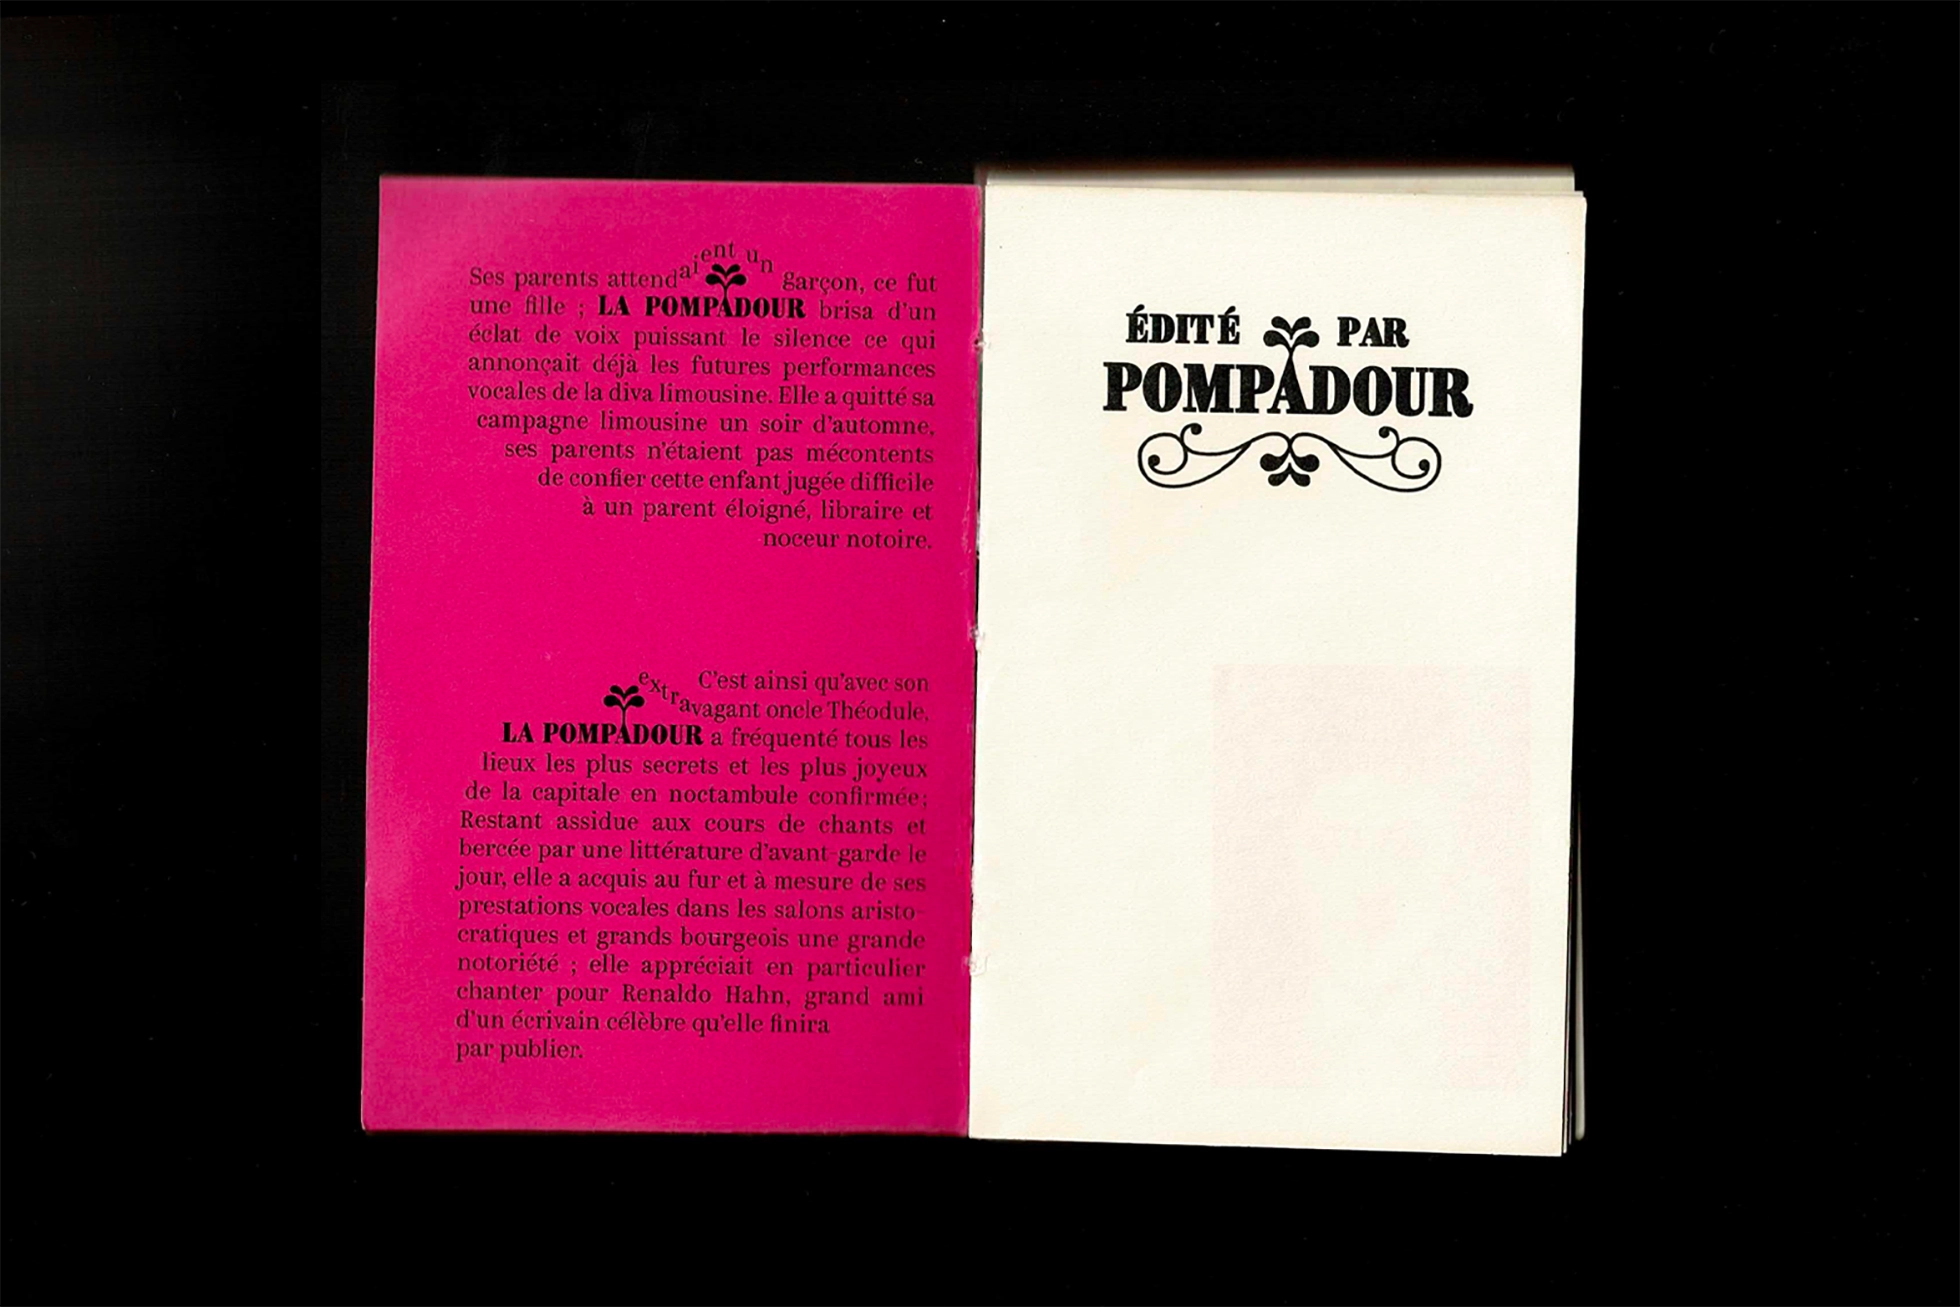 Ses parents attendaient un garçon, ce fut
une fille ; LA POMPADOUR brisa d'un
éclat de voix puissant le silence ce qui
annonçait déjà les futures performances
vocales de la diva limousine. Elle a quitté sa
campagne limousine un soir d'automne,
ses parents n'étaient pas mécontents
de confier cette enfant jugée difficile
à un parent éloigné, libraire et
noceur notoire.
C'est ainsi qu'avec son
extravagant oncle Théodule,
LA POMPADOUR a fréquenté tous les
lieux les plus secrets et les plus joyeux
de la capitale en noctambule confirmée;
Restant assidue aux cours de chants et
bercée par une littérature d'avant-garde le
jour, elle a acquis au fur et à mesure de ses
prestations vocales dans les salons aristo-
cratiques et grands bourgeois une grande
notoriété ; elle appréciait en particulier
chanter pour Renaldo Hahn, grand ami
d'un écrivain célèbre qu'elle finira
par publier.
ÉDITÉ PAR
POMPADOUR